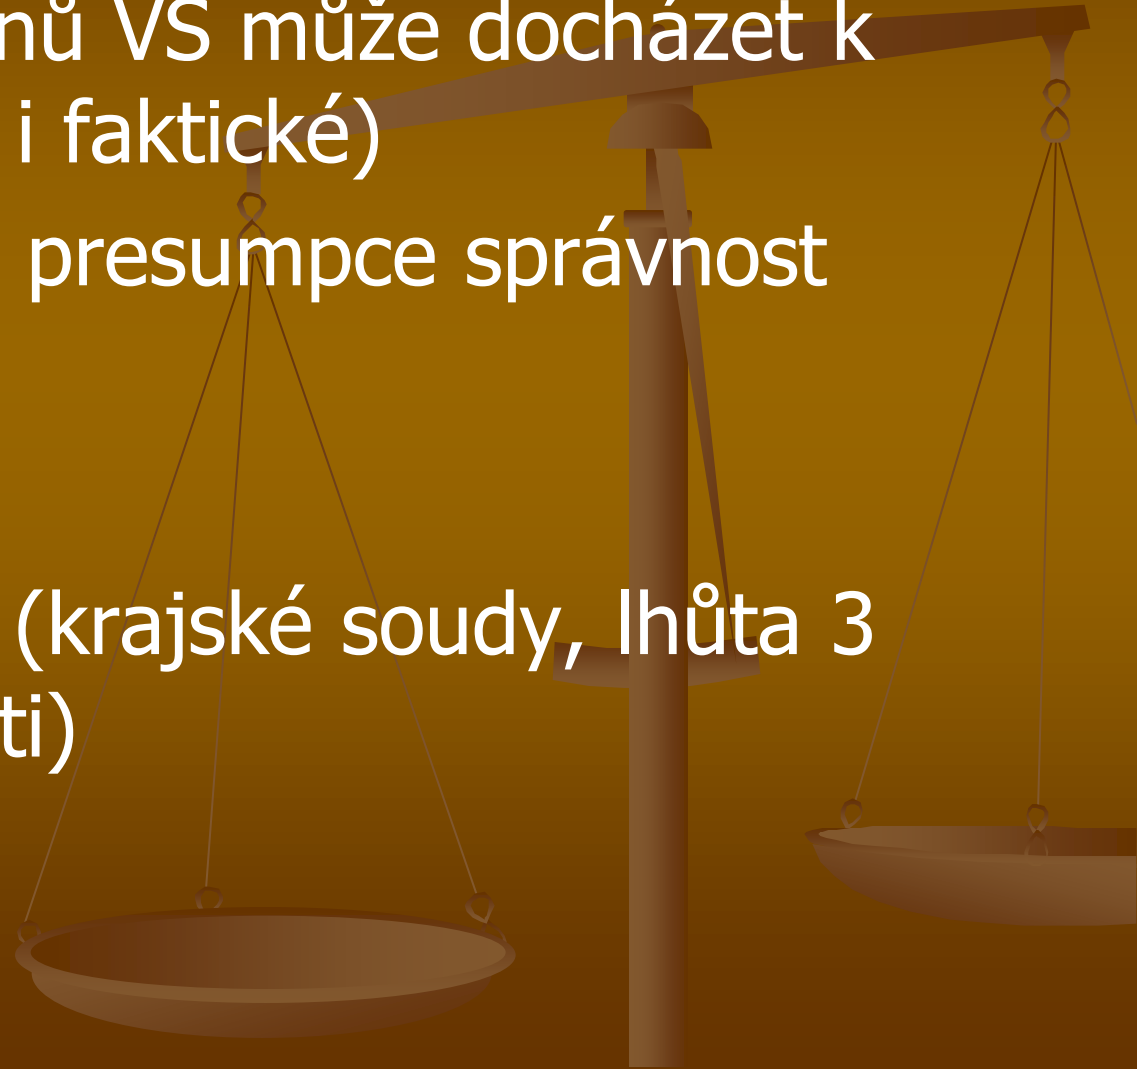 nů VS může docházet k
i faktické)
presumpce správnost
(krajské soudy, lhůta 3
ti)